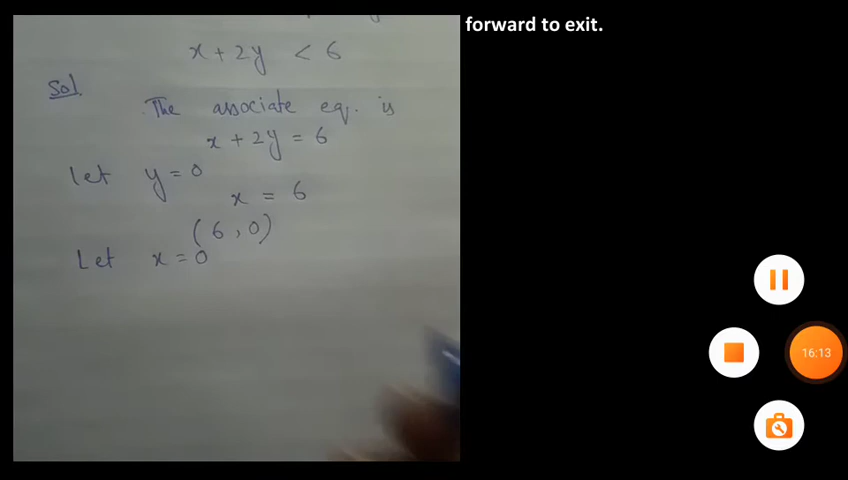 forward to exit.
x + 2y < 6
Sol
The associate eq. is
x + 2y = 6
Let y = 0
x = 6
(6, 0)
Let x = 0
16:13